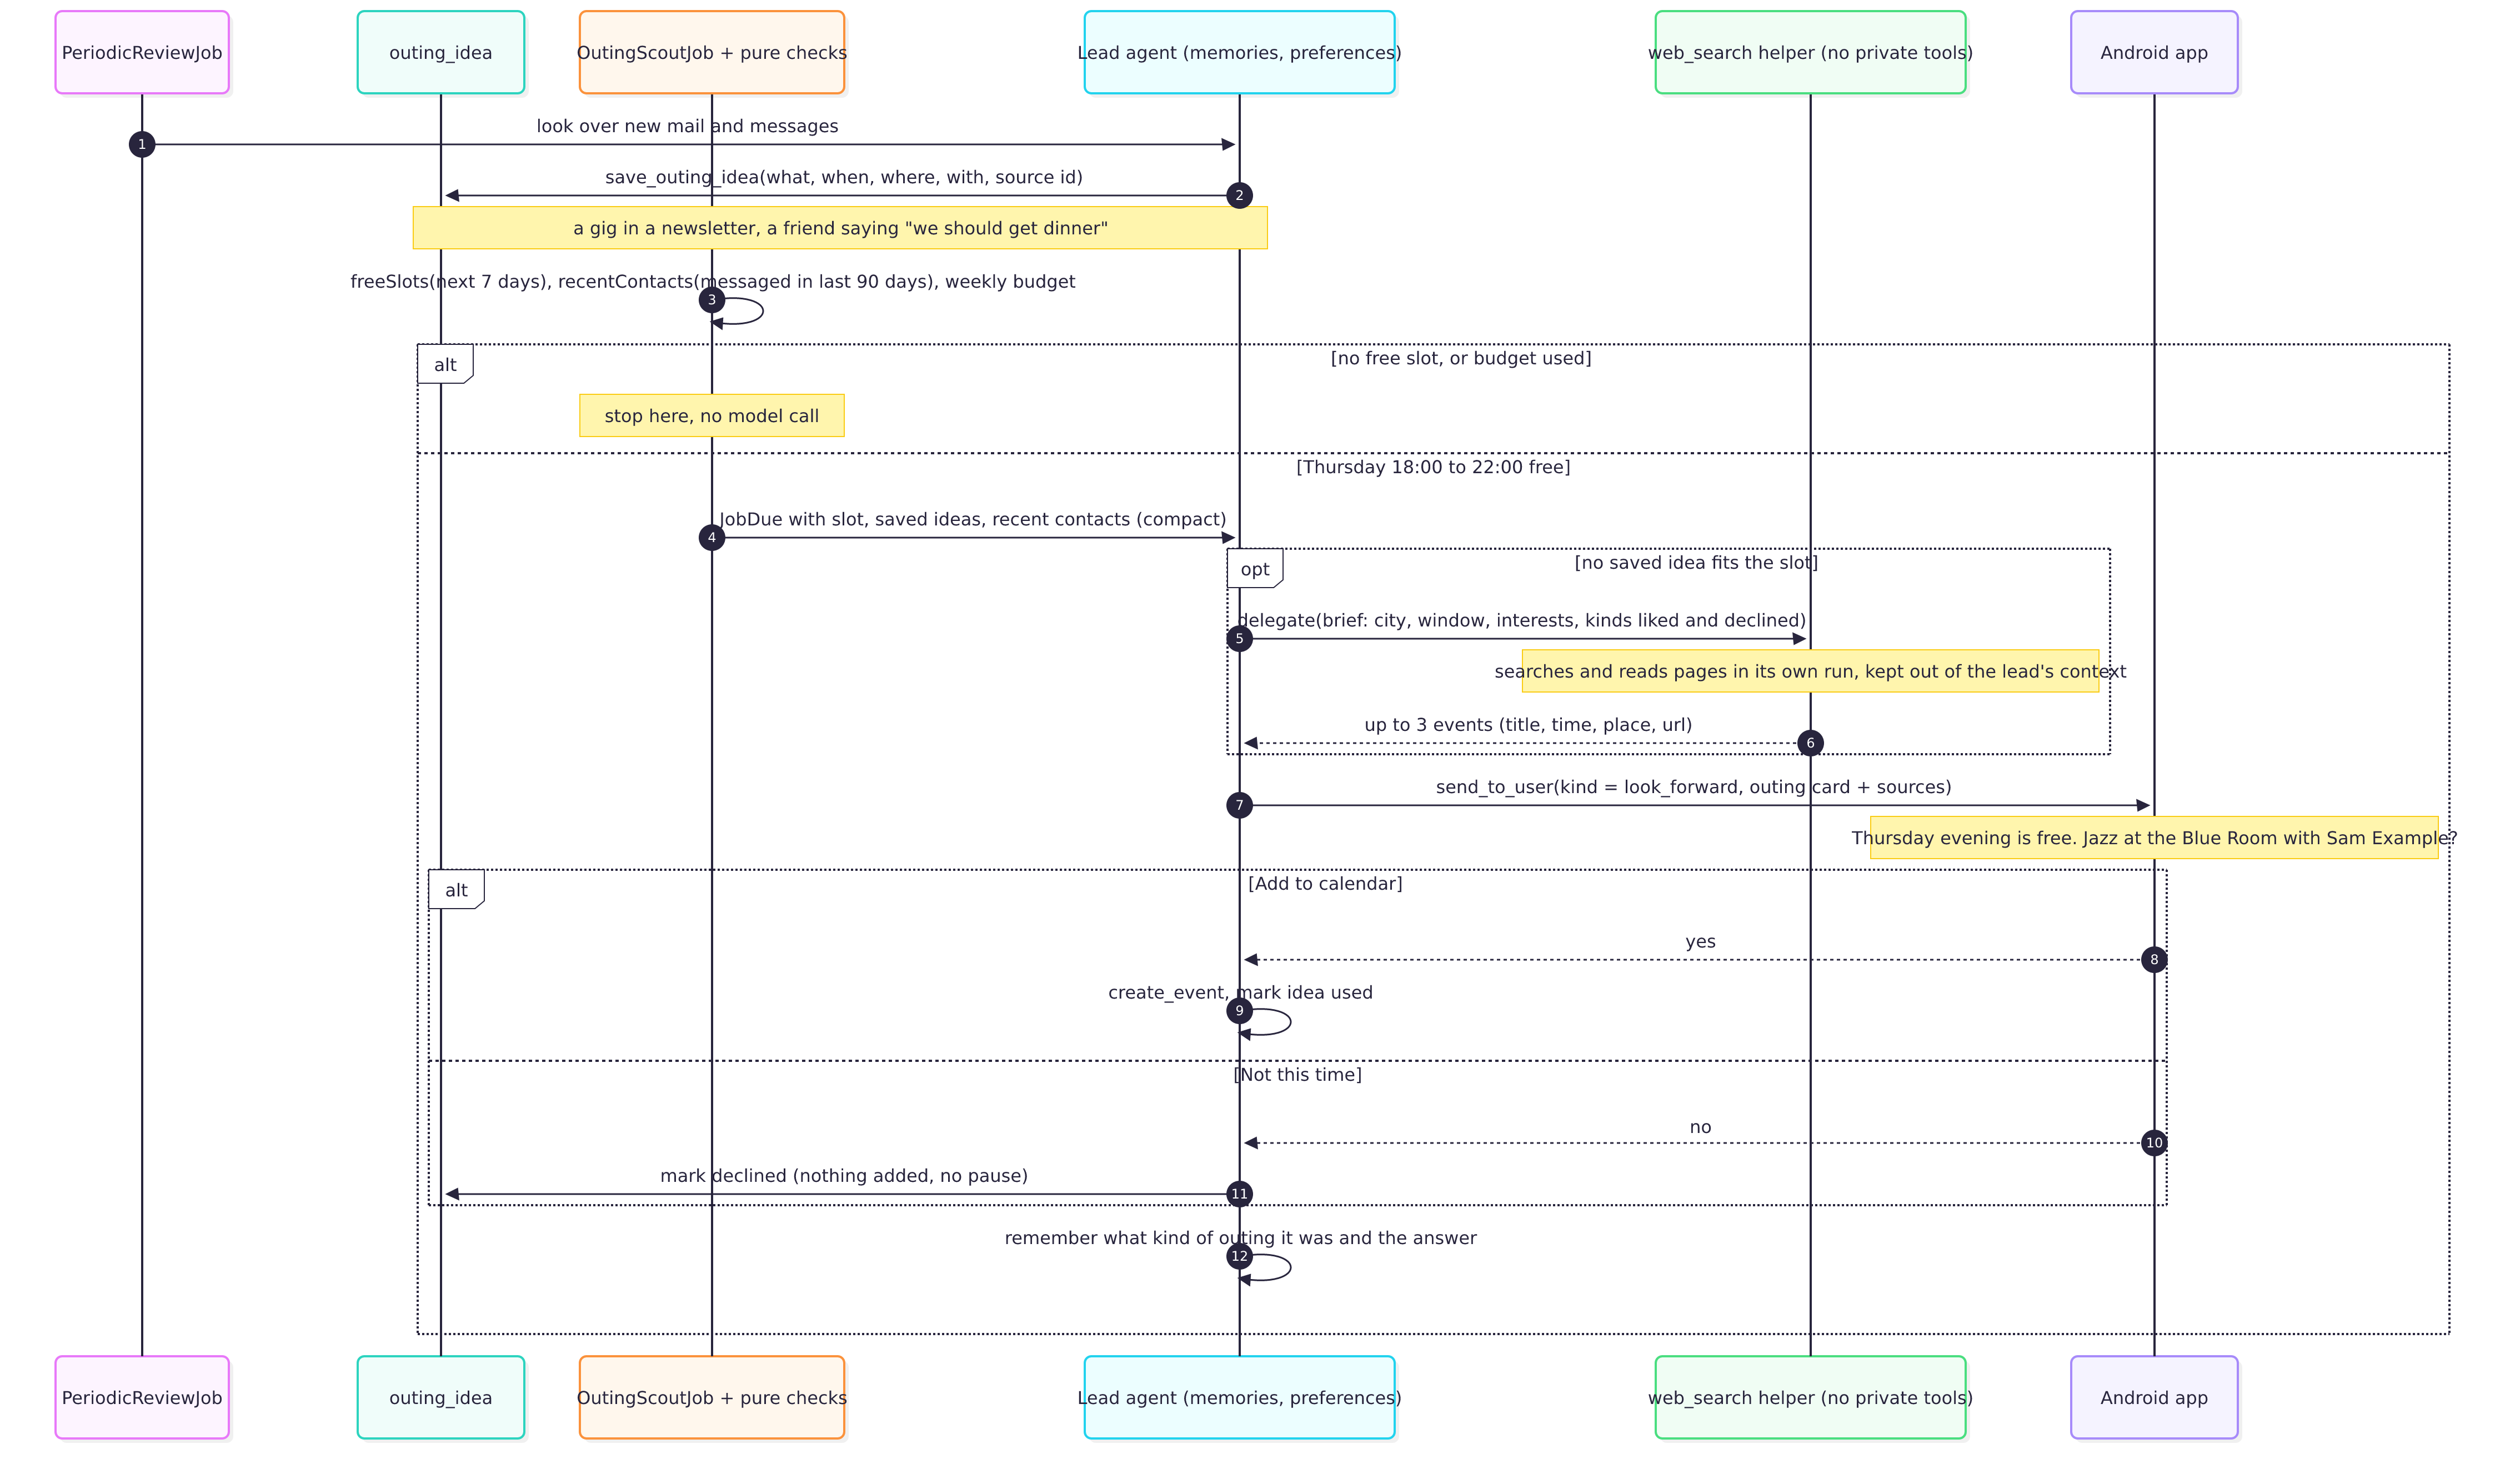 PeriodicReviewJob
outing_idea
OutingScoutJob + pure checks
Lead agent (memories, preferences)
web_search helper (no private tools)
Android app
look over new mail and messages
1
save_outing_idea(what, when, where, with, source id)
2
a gig in a newsletter, a friend saying "we should get dinner"
freeSlots(next 7 days), recentContacts(messaged in last 90 days), weekly budget
3
alt
[no free slot, or budget used]
stop here, no model call
[Thursday 18:00 to 22:00 free]
JobDue with slot, saved ideas, recent contacts (compact)
4
opt
[no saved idea fits the slot]
delegate(brief: city, window, interests, kinds liked and declined)
5
searches and reads pages in its own run, kept out of the lead's context
up to 3 events (title, time, place, url)
6
send_to_user(kind = look_forward, outing card + sources)
7
Thursday evening is free. Jazz at the Blue Room with Sam Example?
alt
[Add to calendar]
yes
8
create_event, mark idea used
9
[Not this time]
no
10
mark declined (nothing added, no pause)
11
remember what kind of outing it was and the answer
12
PeriodicReviewJob
outing_idea
OutingScoutJob + pure checks
Lead agent (memories, preferences)
web_search helper (no private tools)
Android app